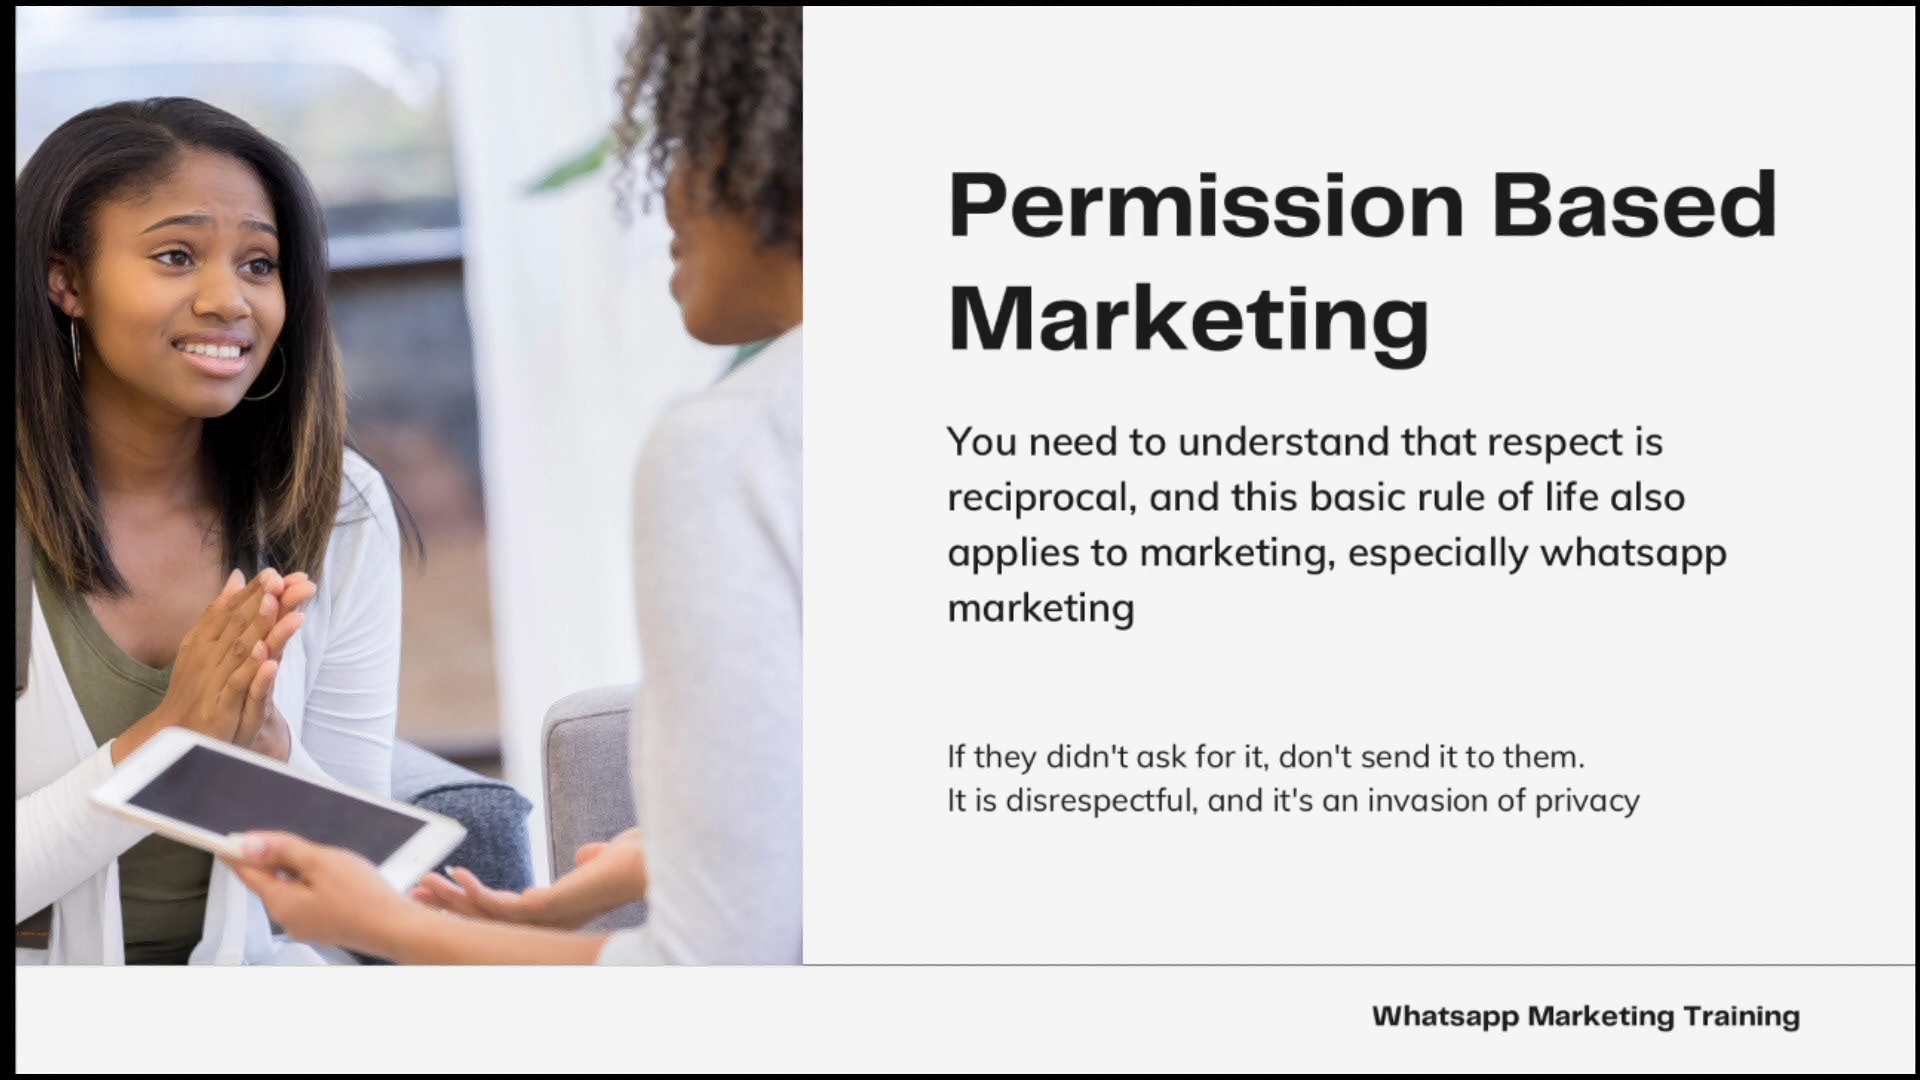 Permission Based
Marketing
You need to understand that respect is
reciprocal, and this basic rule of life also
applies to marketing, especially whatsapp
marketing
If they didn't ask for it, don't send it to them.
It is disrespectful, and it's an invasion of privacy
Whatsapp Marketing Training